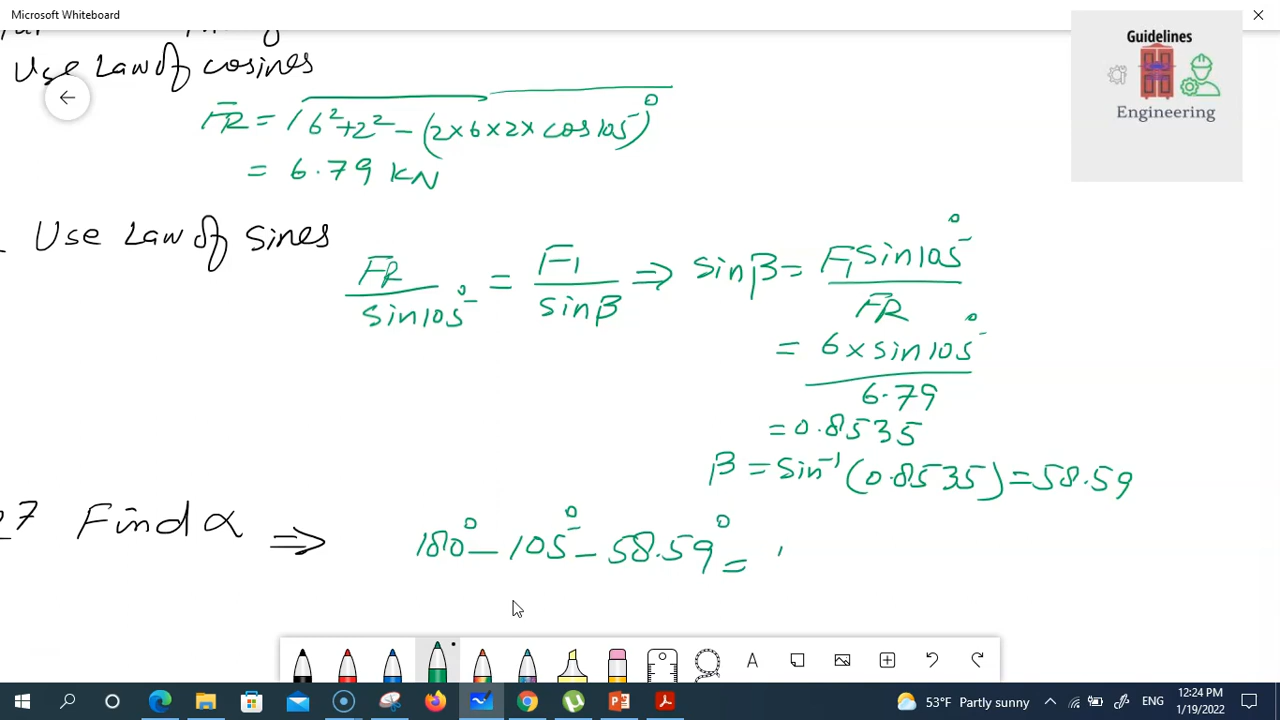 Microsoft Whiteboard
Guidelines
Engineering
Use Law of cosines
FR = √6²+2²-(2×6×2×cos105°)
= 6.79 KN
Use Law of Sines
FR/sin105° = F1/sinβ ⇒ sinβ = F1sin105°/FR
= 6×sin105°/6.79
= 0.8535
β = sin⁻¹(0.8535) = 58.59
Find α ⇒ 180° - 105° - 58.59° =
A
53°F Partly sunny
ENG
12:24 PM
1/19/2022